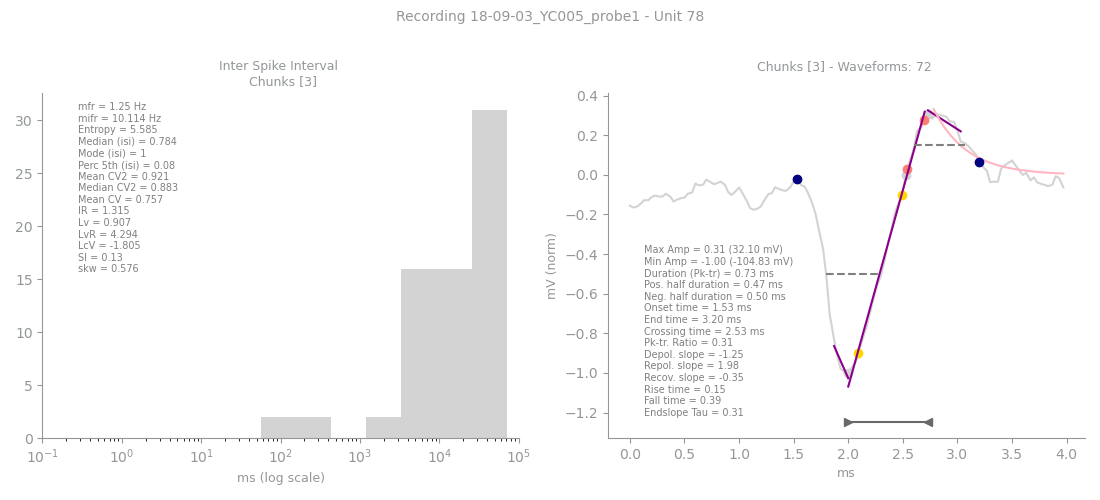 Recording 18-09-03_YC005_probe1 - Unit 78
Inter Spike Interval
Chunks [3]
mfr = 1.25 Hz
mifr = 10.114 Hz
Entropy = 5.585
Median (isi) = 0.784
Mode (isi) = 1
Perc 5th (isi) = 0.08
Mean CV2 = 0.921
Median CV2 = 0.883
Mean CV = 0.757
IR = 1.315
Lv = 0.907
LvR = 4.294
LcV = -1.805
SI = 0.13
skw = 0.576
30
25
20
15
10
5
0
10⁻¹ 10⁰ 10¹ 10² 10³ 10⁴ 10⁵
ms (log scale)
Chunks [3] - Waveforms: 72
mV (norm)
0.4
0.2
0.0
−0.2
−0.4
−0.6
−0.8
−1.0
−1.2
Max Amp = 0.31 (32.10 mV)
Min Amp = -1.00 (-104.83 mV)
Duration (Pk-tr) = 0.73 ms
Pos. half duration = 0.47 ms
Neg. half duration = 0.50 ms
Onset time = 1.53 ms
End time = 3.20 ms
Crossing time = 2.53 ms
Pk-tr. Ratio = 0.31
Depol. slope = -1.25
Repol. slope = 1.98
Recov. slope = -0.35
Rise time = 0.15
Fall time = 0.39
Endslope Tau = 0.31
0.0 0.5 1.0 1.5 2.0 2.5 3.0 3.5 4.0
ms